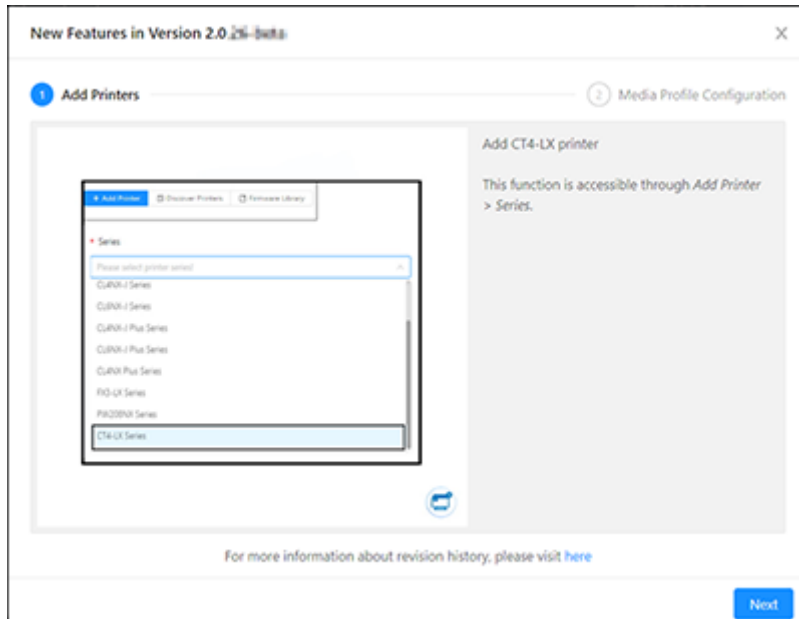 New Features in Version 2.0
1 Add Printers
2 Media Profile Configuration
Add CT4-LX printer
This function is accessible through Add Printer
> Series.
+ Add Printer
Discover Printers
Firmware Library
* Series
Please select printer series!
CL4NX-J Series
CL6NX-J Series
CL4NX-J Plus Series
CL6NX-J Plus Series
CL4NX Plus Series
FX3-LX Series
PW208NX Series
CT4-LX Series
For more information about revision history, please visit here
Next